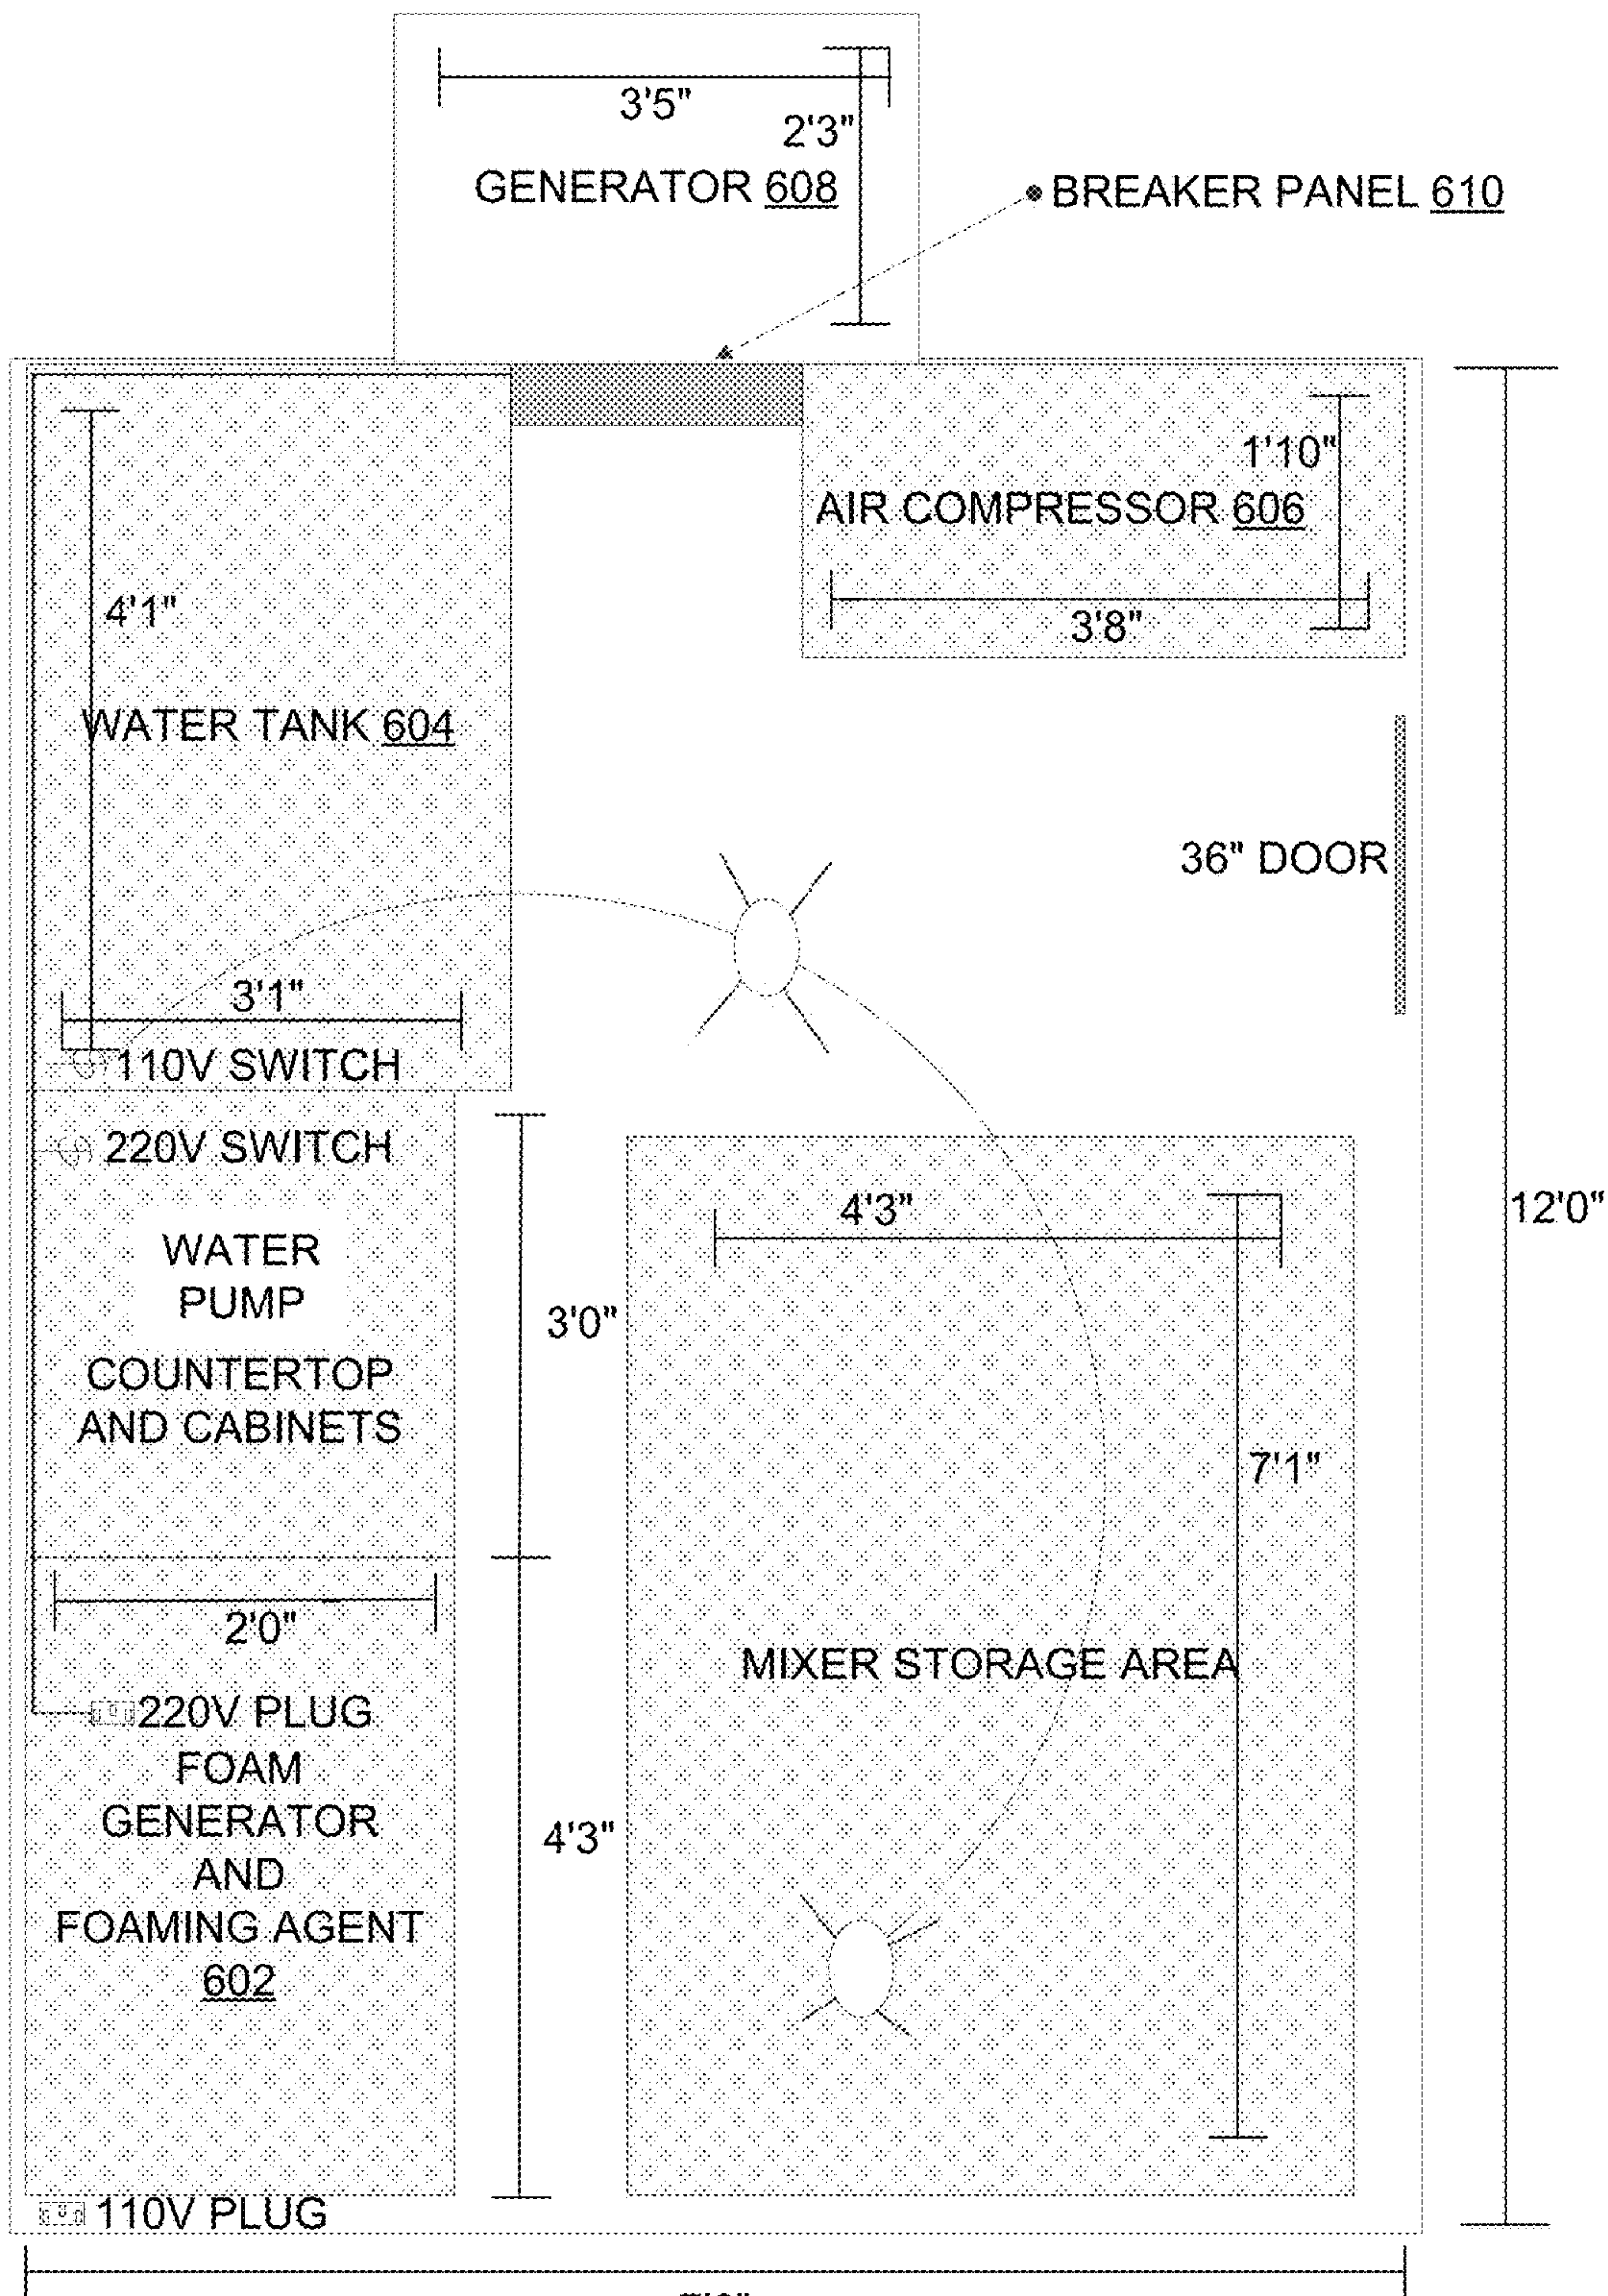 3'5"
2'3"
GENERATOR 608
BREAKER PANEL 610
1'10"
AIR COMPRESSOR 606
3'8"
4'1"
WATER TANK 604
36" DOOR
3'1"
110V SWITCH
220V SWITCH
4'3"
12'0"
WATER
PUMP
3'0"
COUNTERTOP
AND CABINETS
7'1"
2'0"
MIXER STORAGE AREA
220V PLUG
FOAM
GENERATOR
AND
4'3"
FOAMING AGENT
602
110V PLUG